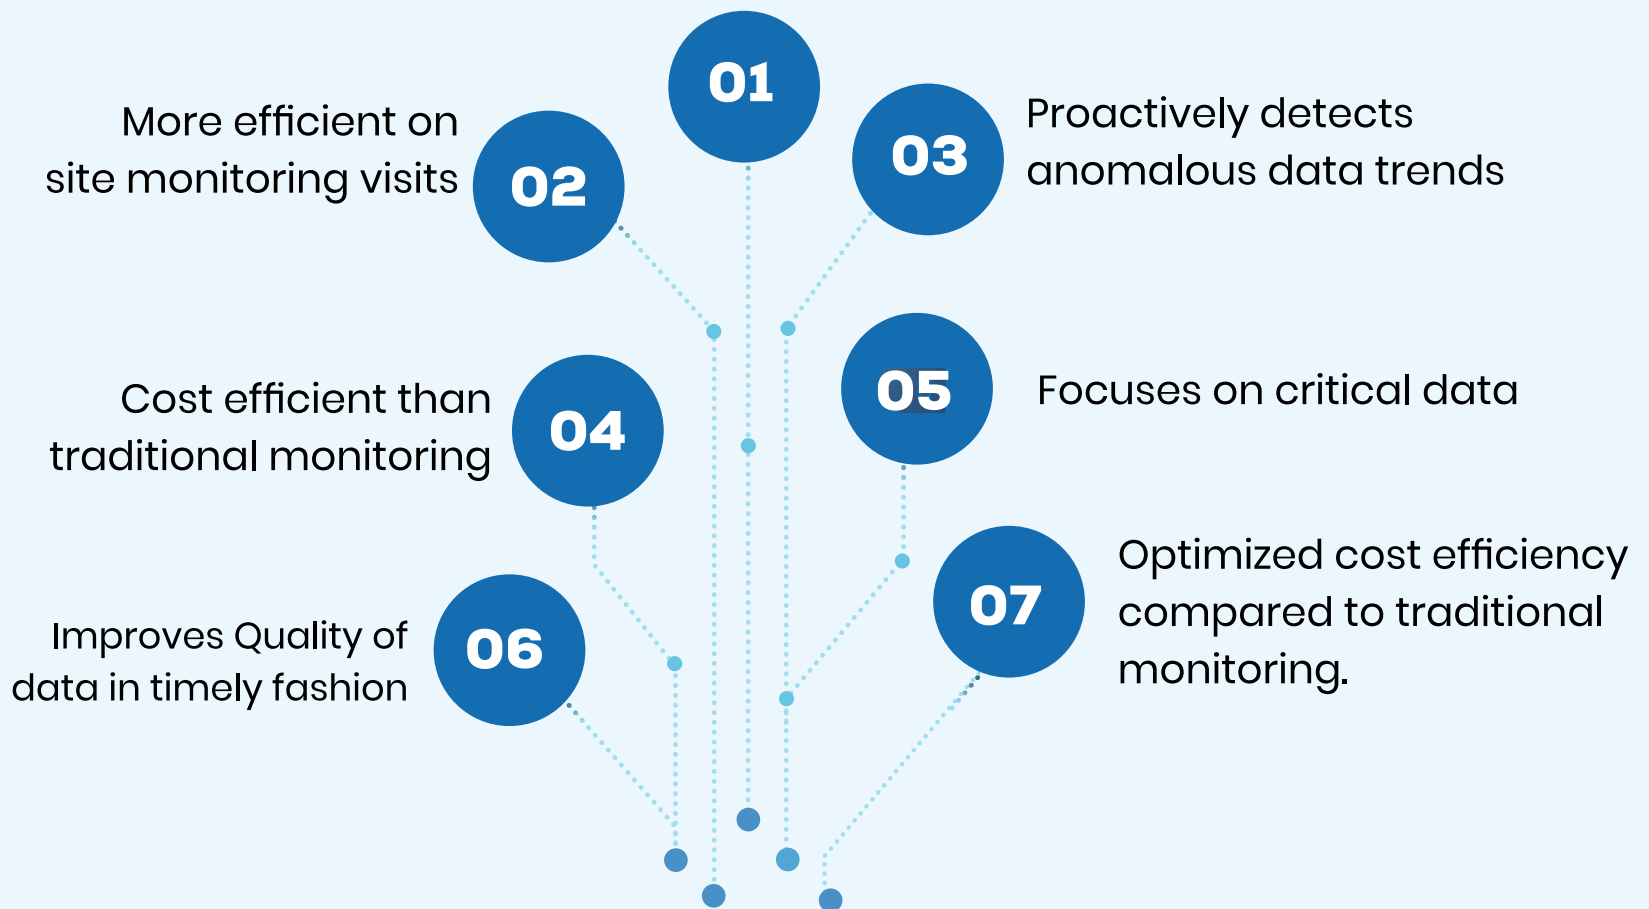 01
More efficient on
site monitoring visits
02
03
Proactively detects
anomalous data trends
Cost efficient than
traditional monitoring
04
05
Focuses on critical data
Improves Quality of
data in timely fashion
06
07
Optimized cost efficiency
compared to traditional
monitoring.